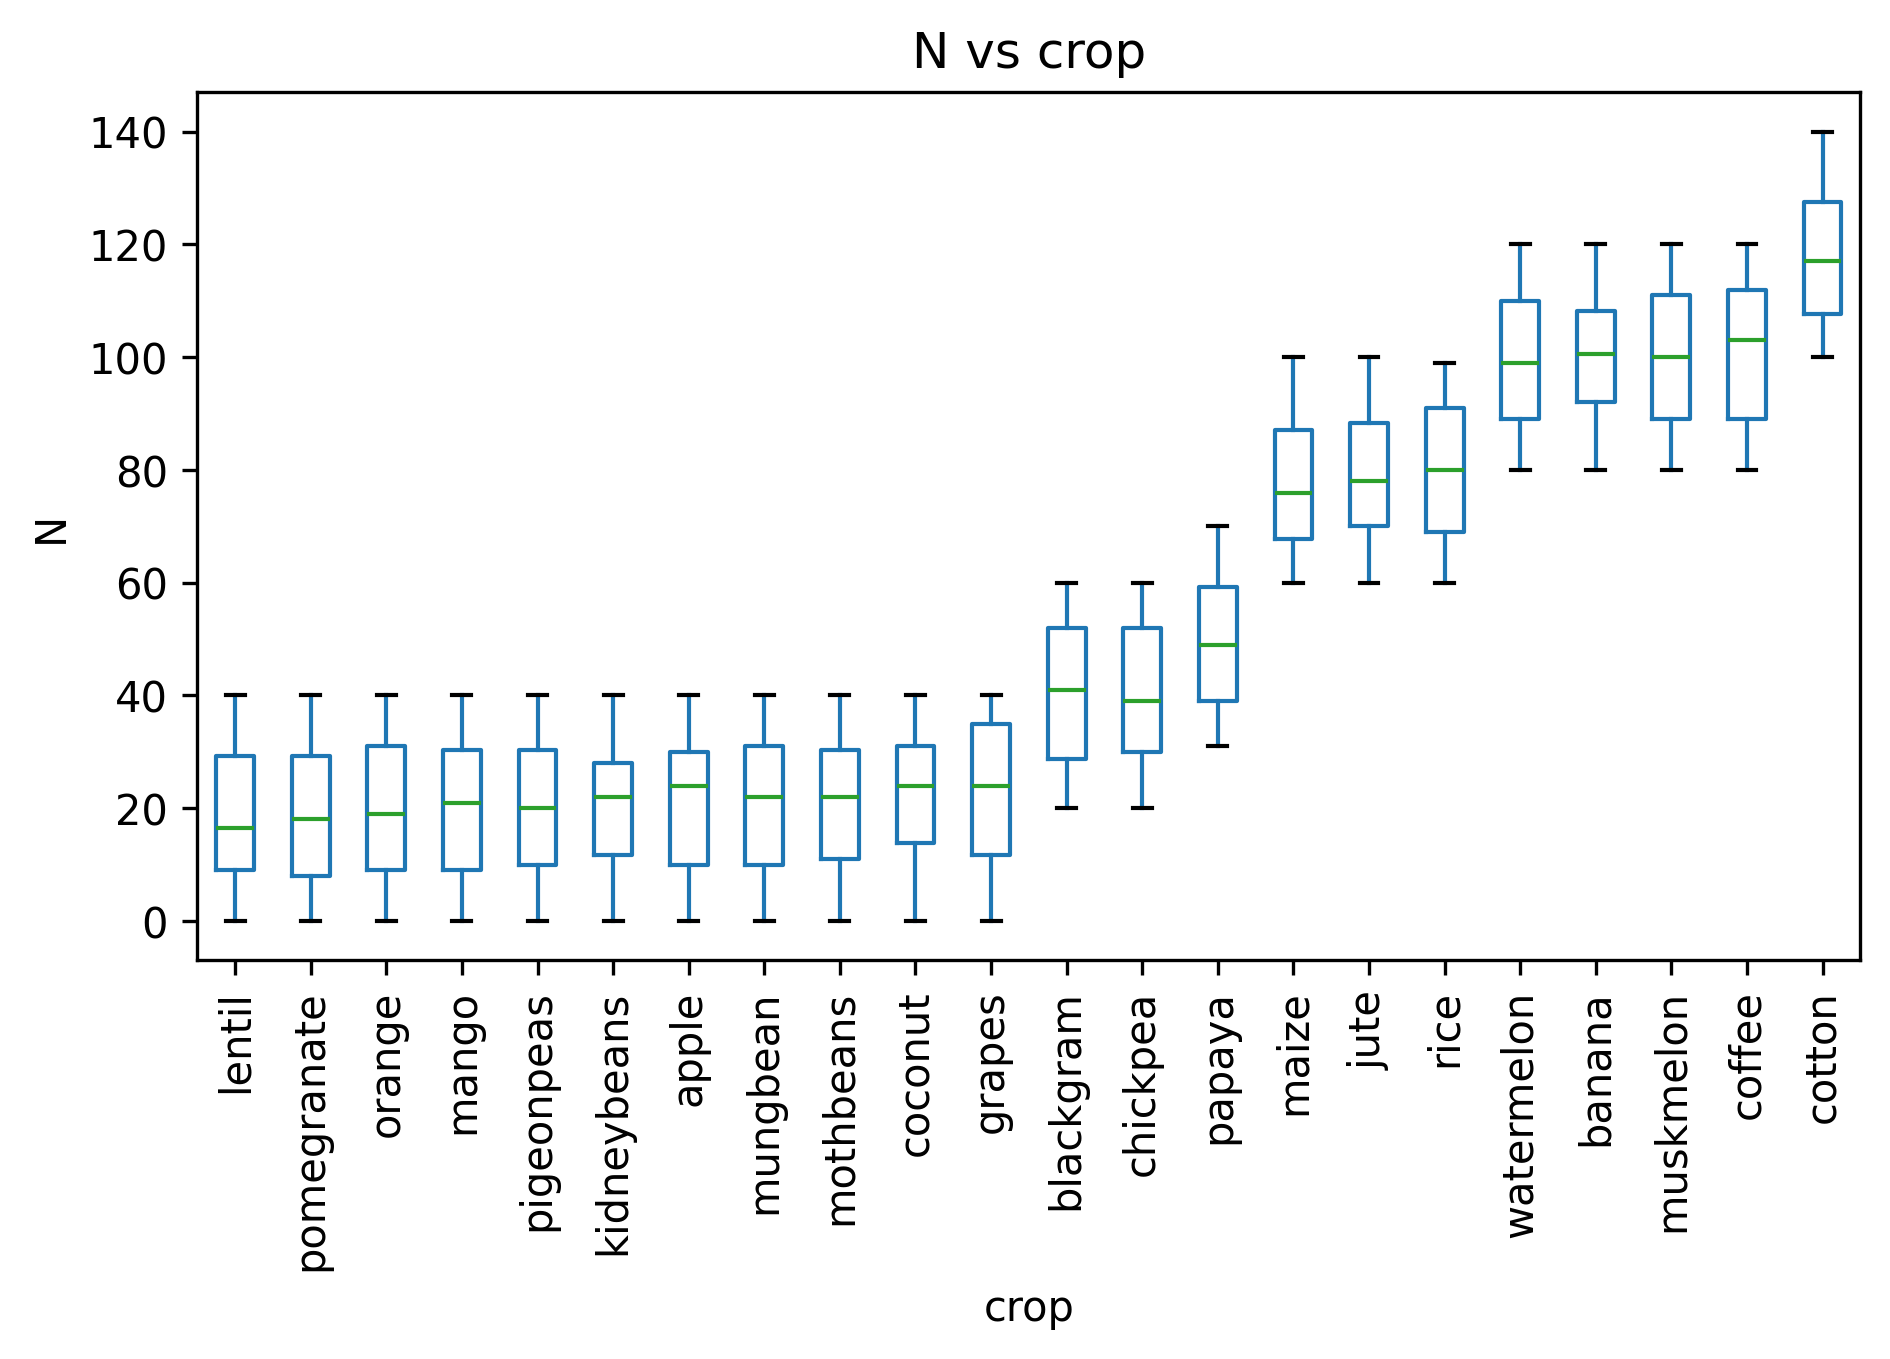 N vs crop
140
120
100
80
60
40
20
0
N
lentil
pomegranate
orange
mango
pigeonpeas
kidneybeans
apple
mungbean
mothbeans
coconut
grapes
blackgram
chickpea
papaya
maize
jute
rice
watermelon
banana
muskmelon
coffee
cotton
crop